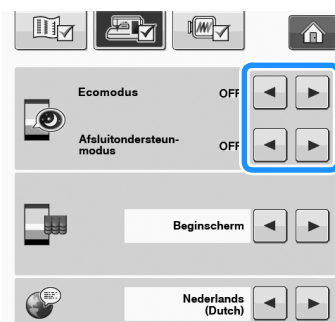 Ecomodus OFF
Afsluitondersteun-
modus OFF
Beginscherm
Nederlands
(Dutch)